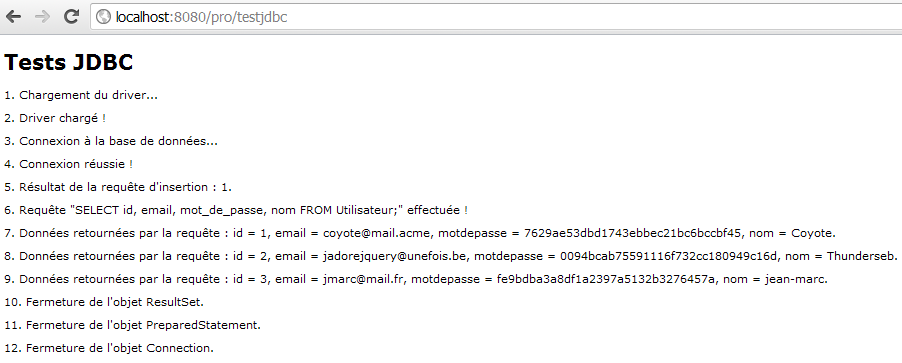 localhost:8080/pro/testjdbc
Tests JDBC
1. Chargement du driver...
2. Driver chargé !
3. Connexion à la base de données...
4. Connexion réussie !
5. Résultat de la requête d'insertion : 1.
6. Requête "SELECT id, email, mot_de_passe, nom FROM Utilisateur;" effectuée !
7. Données retournées par la requête : id = 1, email = coyote@mail.acme, motdepasse = 7629ae53dbd1743ebbec21bc6bccbf45, nom = Coyote.
8. Données retournées par la requête : id = 2, email = jadorejquery@unefois.be, motdepasse = 0094bcab75591116f732cc180949c16d, nom = Thunderseb.
9. Données retournées par la requête : id = 3, email = jmarc@mail.fr, motdepasse = fe9bdba3a8df1a2397a5132b3276457a, nom = jean-marc.
10. Fermeture de l'objet ResultSet.
11. Fermeture de l'objet PreparedStatement.
12. Fermeture de l'objet Connection.